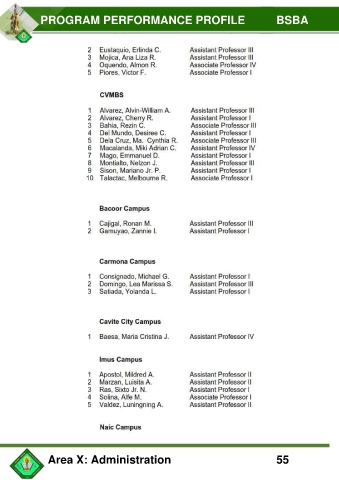 PROGRAM PERFORMANCE PROFILE BSBA
2 Eustaquio, Erlinda C. Assistant Professor III
3 Mojica, Ana Liza R. Assistant Professor III
4 Oquendo, Almon R. Associate Professor IV
5 Piores, Victor F. Associate Professor I
CVMBS
1 Alvarez, Alvin-William A. Assistant Professor III
2 Alvarez, Cherry R. Assistant Professor I
3 Bahia, Rezin C. Associate Professor III
4 Del Mundo, Desiree C. Assistant Professor I
5 Dela Cruz, Ma. Cynthia R. Associate Professor III
6 Macalanda, Miki Adrian C. Assistant Professor IV
7 Mago, Emmanuel D. Assistant Professor I
8 Montialto, Nelzon J. Assistant Professor III
9 Sison, Mariano Jr. P. Assistant Professor I
10 Talactac, Melbourne R. Associate Professor I
Bacoor Campus
1 Cajigal, Ronan M. Assistant Professor III
2 Gamuyao, Zannie I. Assistant Professor I
Carmona Campus
1 Consignado, Michael G. Assistant Professor I
2 Domingo, Lea Marissa S. Assistant Professor III
3 Satiada, Yolanda L. Assistant Professor I
Cavite City Campus
1 Baesa, Maria Cristina J. Assistant Professor IV
Imus Campus
1 Apostol, Mildred A. Assistant Professor II
2 Marzan, Luisita A. Assistant Professor II
3 Ras, Sixto Jr. N. Assistant Professor I
4 Solina, Alfe M. Associate Professor I
5 Valdez, Luningning A. Assistant Professor II
Naic Campus
Area X: Administration 55